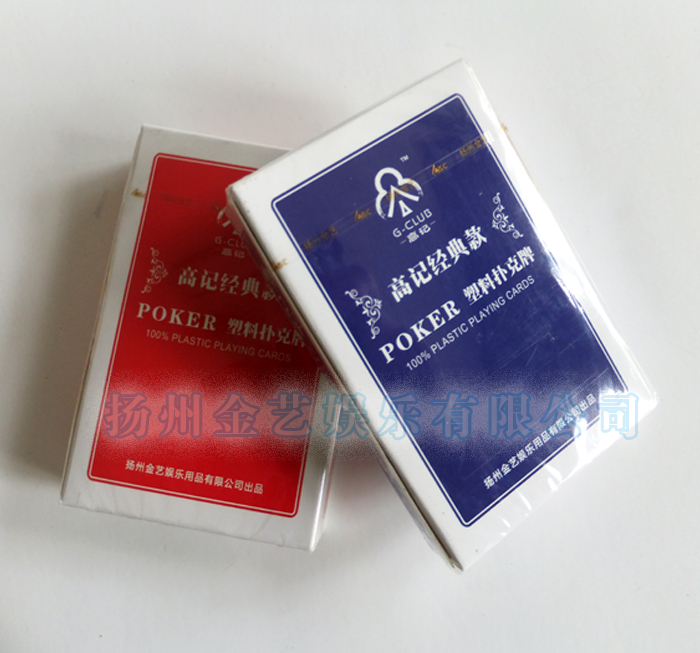 G-CLUB
高记
高记经典款
POKER 塑料扑克牌
100% PLASTIC PLAYING CARDS
扬州金艺娱乐用品有限公司出品
TM
G-CLUB
高记
高记经典款
POKER 塑料扑克牌
100% PLASTIC PLAYING CARDS
扬州金艺娱乐用品有限公司出品
扬州金艺娱乐有限公司